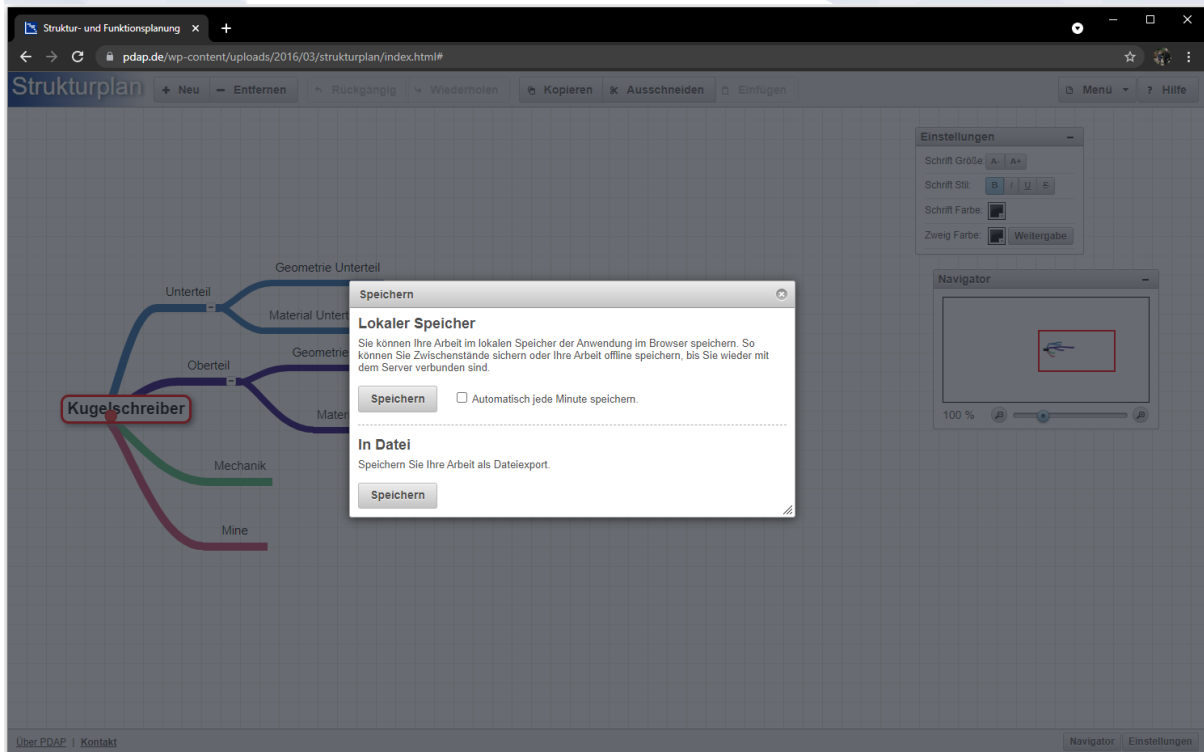 Struktur- und Funktionsplanung
pdap.de/wp-content/uploads/2016/03/strukturplan/index.html#
Strukturplan
Neu
Entfernen
Rückgängig
Wiederholen
Kopieren
Ausschneiden
Einfügen
Menü
? Hilfe
Einstellungen
Schrift Größe: A- A+
Schrift Stil: B I U S
Schrift Farbe:
Zweig Farbe: Weitergabe
Navigator
100 %
Geometrie Unterteil
Unterteil
Material Untert
Geometrie
Oberteil
Kugelschreiber
Mater
Mechanik
Mine
Speichern
Lokaler Speicher
Sie können Ihre Arbeit im lokalen Speicher der Anwendung im Browser speichern. So
können Sie Zwischenstände sichern oder Ihre Arbeit offline speichern, bis Sie wieder mit
dem Server verbunden sind.
Speichern
Automatisch jede Minute speichern.
In Datei
Speichern Sie Ihre Arbeit als Dateiexport.
Speichern
Über PDAP | Kontakt
Navigator
Einstellungen